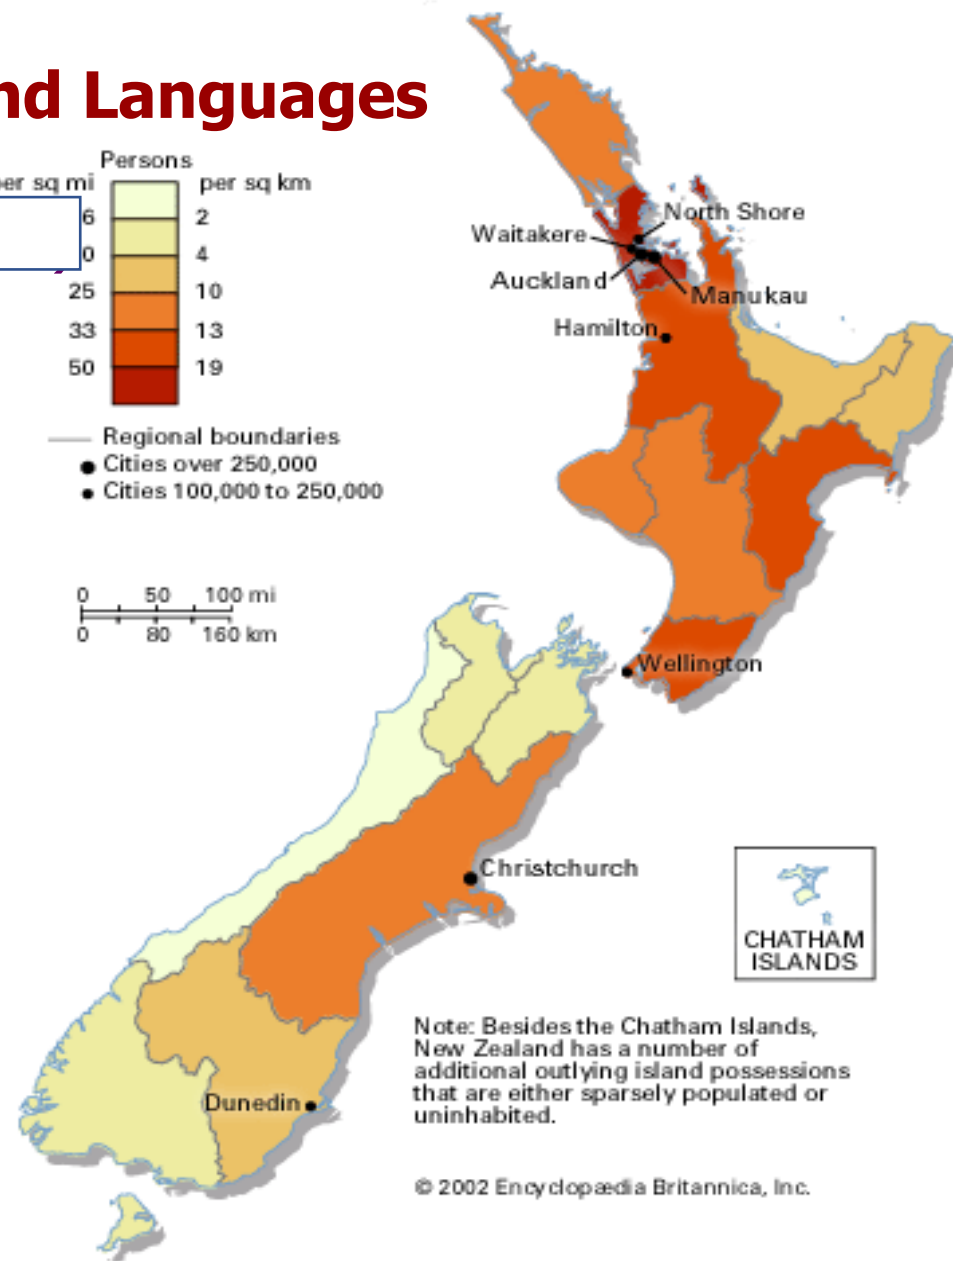 nd Languages
Persons
per sq mi per sq km
6 2
0 4
25 10
33 13
50 19
Regional boundaries
Cities over 250,000
Cities 100,000 to 250,000
0 50 100 mi
0 80 160 km
North Shore
Waitakere
Auckland
Manukau
Hamilton
Wellington
Christchurch
CHATHAM
ISLANDS
Note: Besides the Chatham Islands,
New Zealand has a number of
additional outlying island possessions
that are either sparsely populated or
uninhabited.
Dunedin
© 2002 Encyclopædia Britannica, Inc.